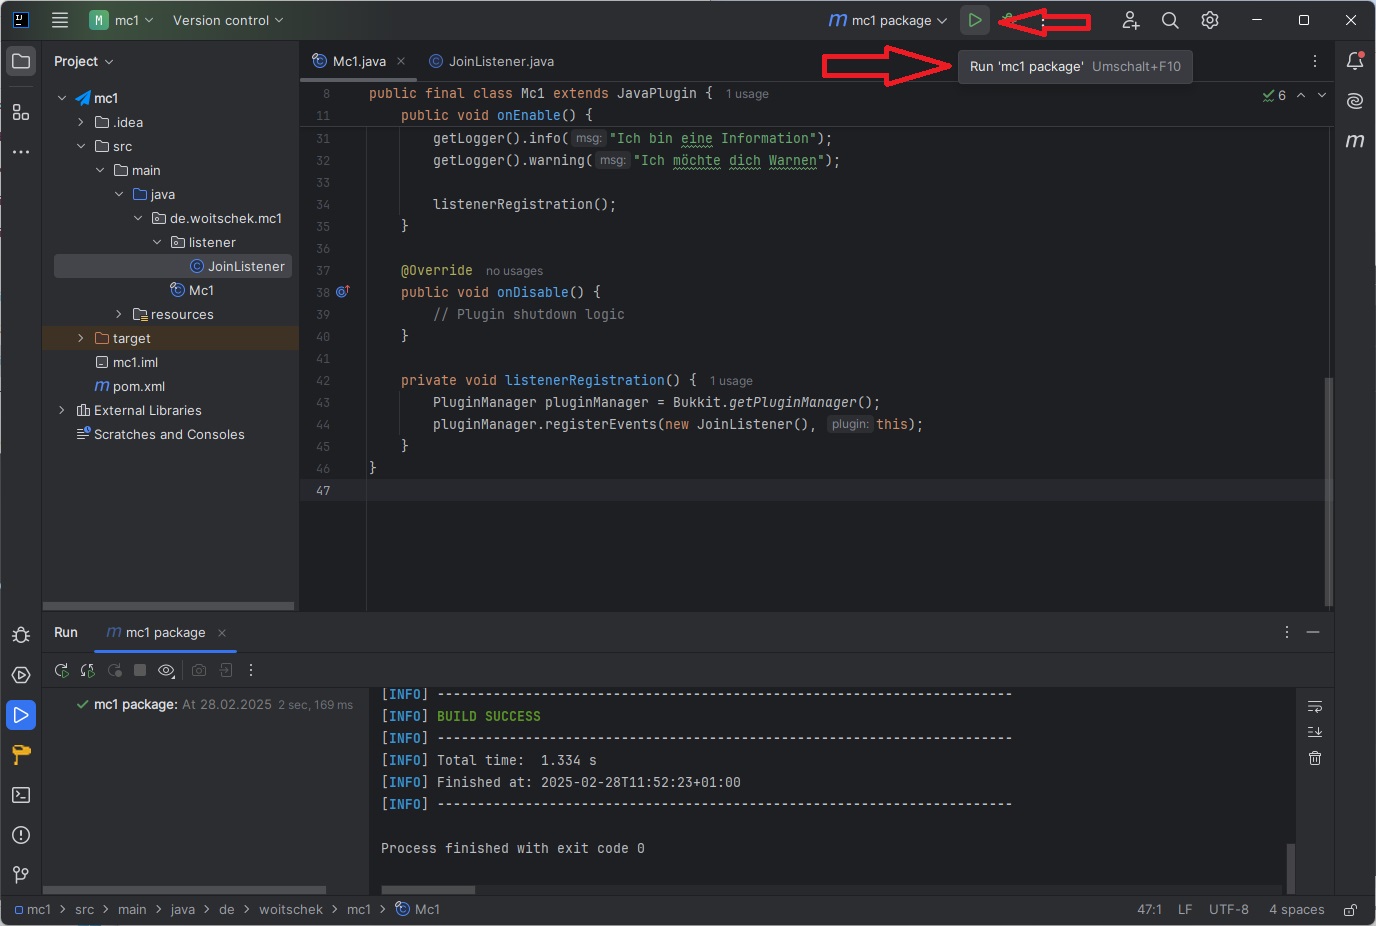 M mc1 Version control
m mc1 package
Run 'mc1 package' Umschalt+F10
Project
mc1
.idea
src
main
java
de.woitschek.mc1
listener
JoinListener
Mc1
resources
target
mc1.iml
m pom.xml
External Libraries
Scratches and Consoles
Mc1.java JoinListener.java
6
8 public final class Mc1 extends JavaPlugin { 1 usage
11 public void onEnable() {
31 getLogger().info( msg: "Ich bin eine Information");
32 getLogger().warning( msg: "Ich möchte dich Warnen");
33
34 listenerRegistration();
35 }
36
37 @Override no usages
38 public void onDisable() {
39 // Plugin shutdown logic
40 }
41
42 private void listenerRegistration() { 1 usage
43 PluginManager pluginManager = Bukkit.getPluginManager();
44 pluginManager.registerEvents(new JoinListener(), plugin: this);
45 }
46 }
47
m
Run m mc1 package
mc1 package: At 28.02.2025 2 sec, 169 ms
[INFO] ------------------------------------------------------------------------
[INFO] BUILD SUCCESS
[INFO] ------------------------------------------------------------------------
[INFO] Total time:  1.334 s
[INFO] Finished at: 2025-02-28T11:52:23+01:00
[INFO] ------------------------------------------------------------------------
Process finished with exit code 0
mc1 > src > main > java > de > woitschek > mc1 > Mc1
47:1 LF UTF-8 4 spaces